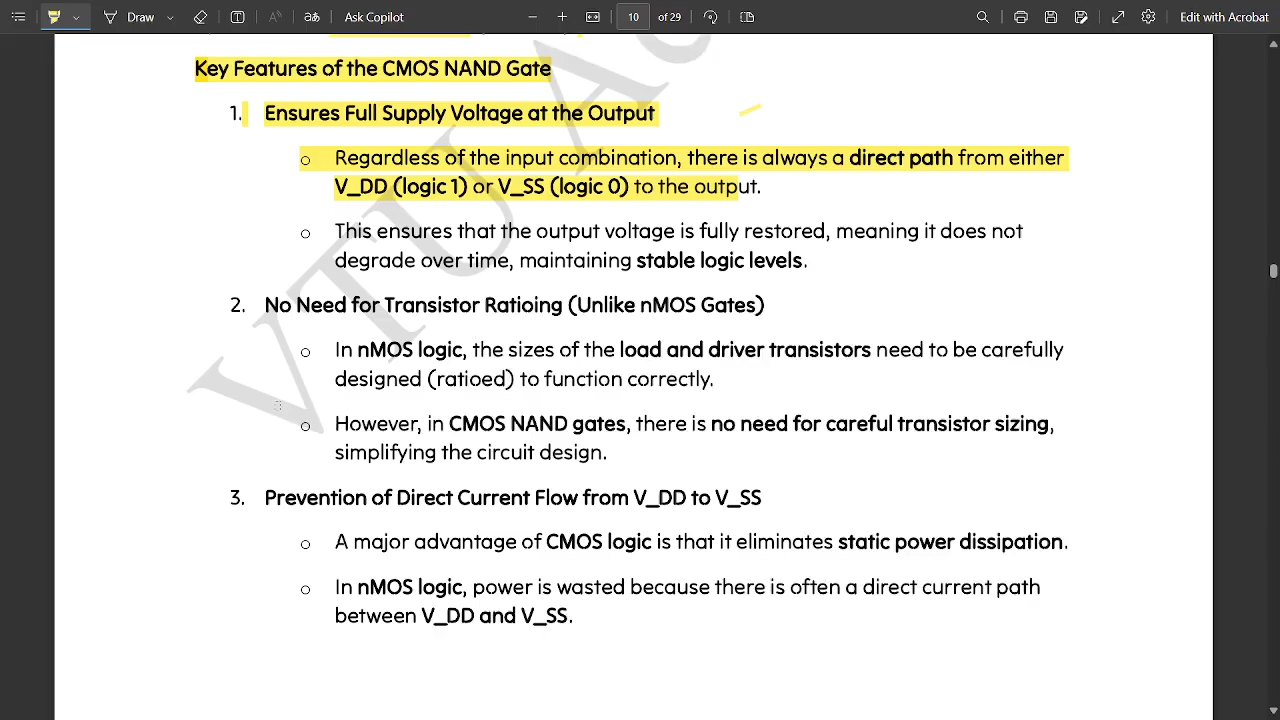 Draw
aあ
Ask Copilot
10 of 29
Edit with Acrobat
Key Features of the CMOS NAND Gate
1. Ensures Full Supply Voltage at the Output
o Regardless of the input combination, there is always a direct path from either
V_DD (logic 1) or V_SS (logic 0) to the output.
o This ensures that the output voltage is fully restored, meaning it does not
degrade over time, maintaining stable logic levels.
2. No Need for Transistor Ratioing (Unlike nMOS Gates)
o In nMOS logic, the sizes of the load and driver transistors need to be carefully
designed (ratioed) to function correctly.
o However, in CMOS NAND gates, there is no need for careful transistor sizing,
simplifying the circuit design.
3. Prevention of Direct Current Flow from V_DD to V_SS
o A major advantage of CMOS logic is that it eliminates static power dissipation.
o In nMOS logic, power is wasted because there is often a direct current path
between V_DD and V_SS.
VTU